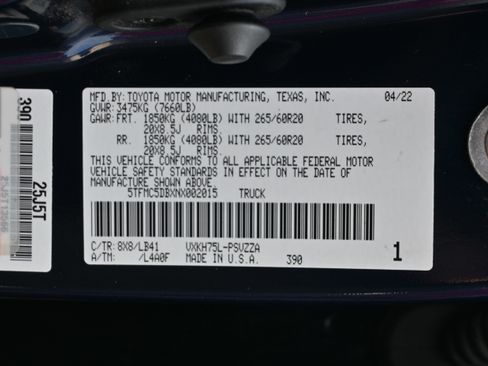 MFD.BY:TOYOTA MOTOR MANUFACTURING, TEXAS, INC. 04/22
GVWR:3475KG (7660LB)
GAWR:FRT. 1850KG (4080LB) WITH 265/60R20 TIRES,
20X8.5J RIMS.
RR. 1850KG (4080LB) WITH 265/60R20 TIRES,
20X8.5J RIMS.
THIS VEHICLE CONFORMS TO ALL APPLICABLE FEDERAL MOTOR
VEHICLE SAFETY STANDARDS IN EFFECT ON THE DATE OF
MANUFACTURE SHOWN ABOVE.
5TFMC5DBXNX002015 TRUCK
C/TR:8X8/LB41 VXKH75L-PSVZZA
A/TM: /L4A0F MADE IN U.S.A. 390
1
390
25J5T